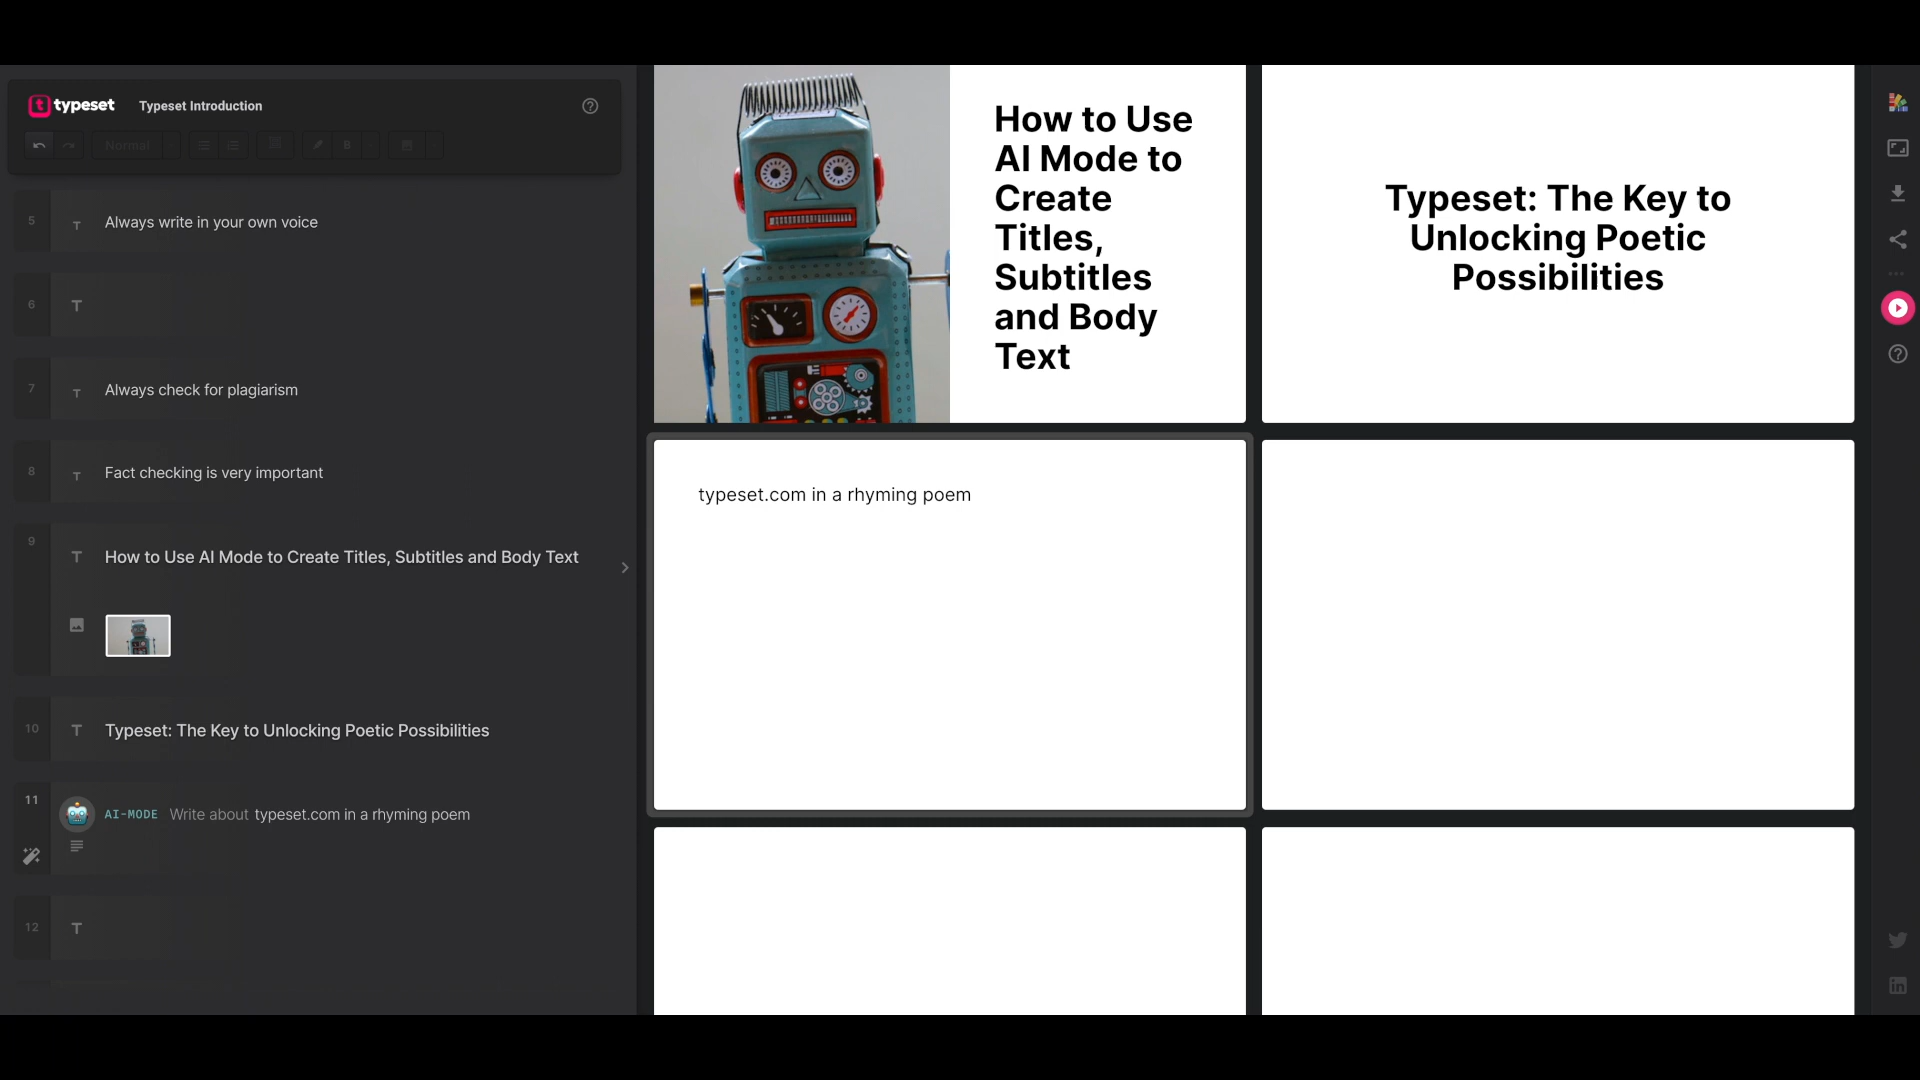 typeset Typeset Introduction
Normal B
5 T Always write in your own voice
6 T
7 T Always check for plagiarism
8 T Fact checking is very important
9 T How to Use AI Mode to Create Titles, Subtitles and Body Text
10 T Typeset: The Key to Unlocking Poetic Possibilities
11 AI-MODE Write about typeset.com in a rhyming poem
12 T
How to Use
AI Mode to
Create
Titles,
Subtitles
and Body
Text
Typeset: The Key to
Unlocking Poetic
Possibilities
typeset.com in a rhyming poem